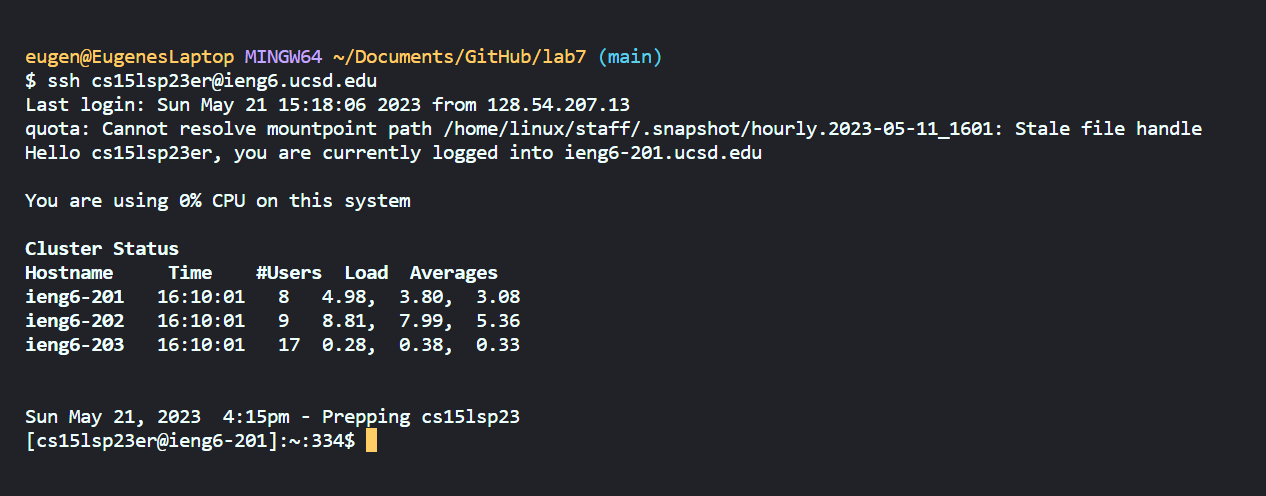 eugen@EugenesLaptop MINGW64 ~/Documents/GitHub/lab7 (main)
$ ssh cs15lsp23er@ieng6.ucsd.edu
Last login: Sun May 21 15:18:06 2023 from 128.54.207.13
quota: Cannot resolve mountpoint path /home/linux/staff/.snapshot/hourly.2023-05-11_1601: Stale file handle
Hello cs15lsp23er, you are currently logged into ieng6-201.ucsd.edu
You are using 0% CPU on this system
Cluster Status
Hostname     Time    #Users  Load  Averages
ieng6-201   16:10:01   8   4.98,  3.80,  3.08
ieng6-202   16:10:01   9   8.81,  7.99,  5.36
ieng6-203   16:10:01   17  0.28,  0.38,  0.33
Sun May 21, 2023  4:15pm - Prepping cs15lsp23
[cs15lsp23er@ieng6-201]:~:334$